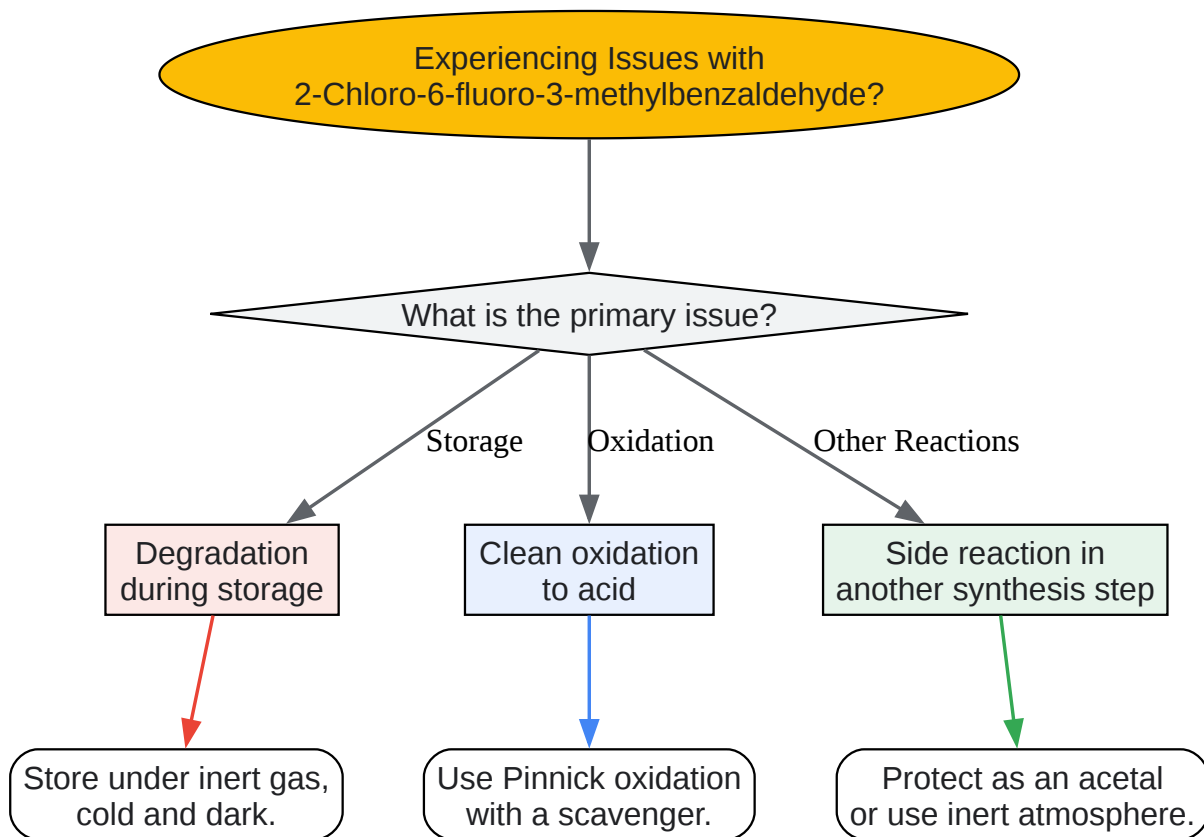 Experiencing Issues with
2-Chloro-6-fluoro-3-methylbenzaldehyde?
What is the primary issue?
Storage
Oxidation
Other Reactions
Degradation
during storage
Clean oxidation
to acid
Side reaction in
another synthesis step
Store under inert gas,
cold and dark.
Use Pinnick oxidation
with a scavenger.
Protect as an acetal
or use inert atmosphere.